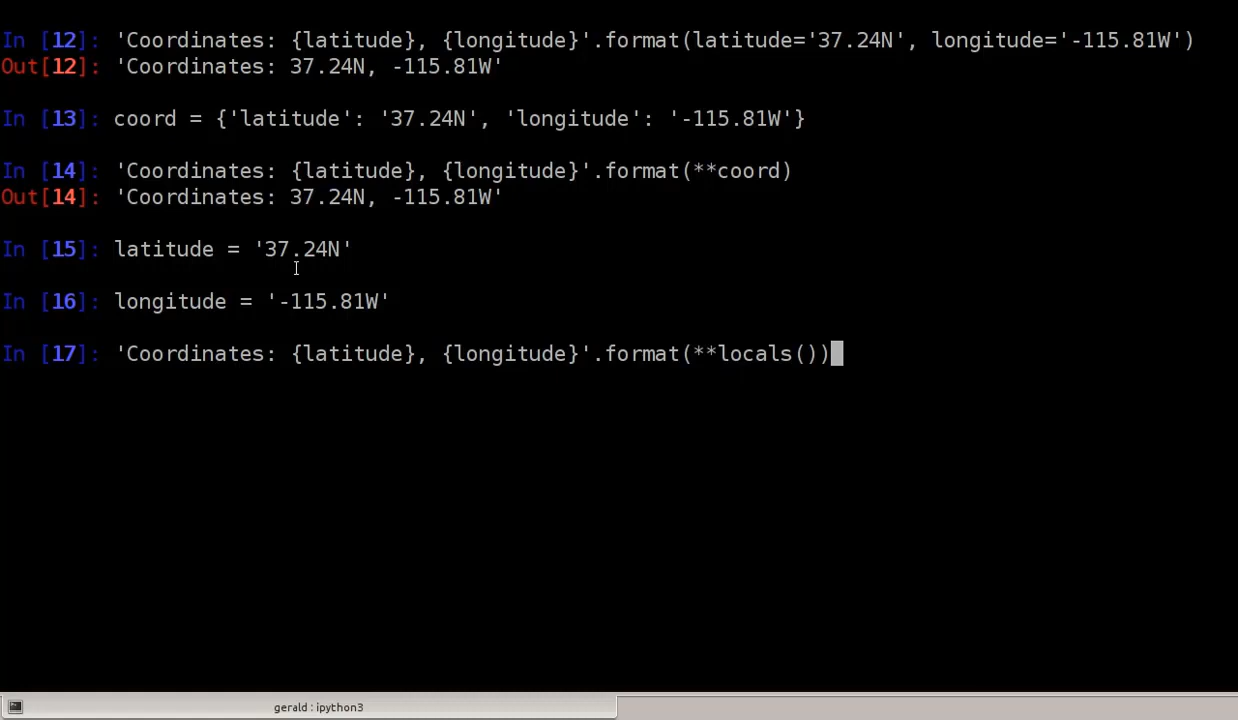 In [12]: 'Coordinates: {latitude}, {longitude}'.format(latitude='37.24N', longitude='-115.81W')
Out[12]: 'Coordinates: 37.24N, -115.81W'
In [13]: coord = {'latitude': '37.24N', 'longitude': '-115.81W'}
In [14]: 'Coordinates: {latitude}, {longitude}'.format(**coord)
Out[14]: 'Coordinates: 37.24N, -115.81W'
In [15]: latitude = '37.24N'
In [16]: longitude = '-115.81W'
In [17]: 'Coordinates: {latitude}, {longitude}'.format(**locals())
gerald : ipython3